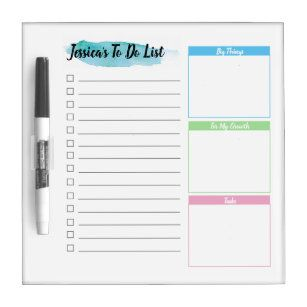 Jessica's To Do List
Big Things
For My Growth
Tasks